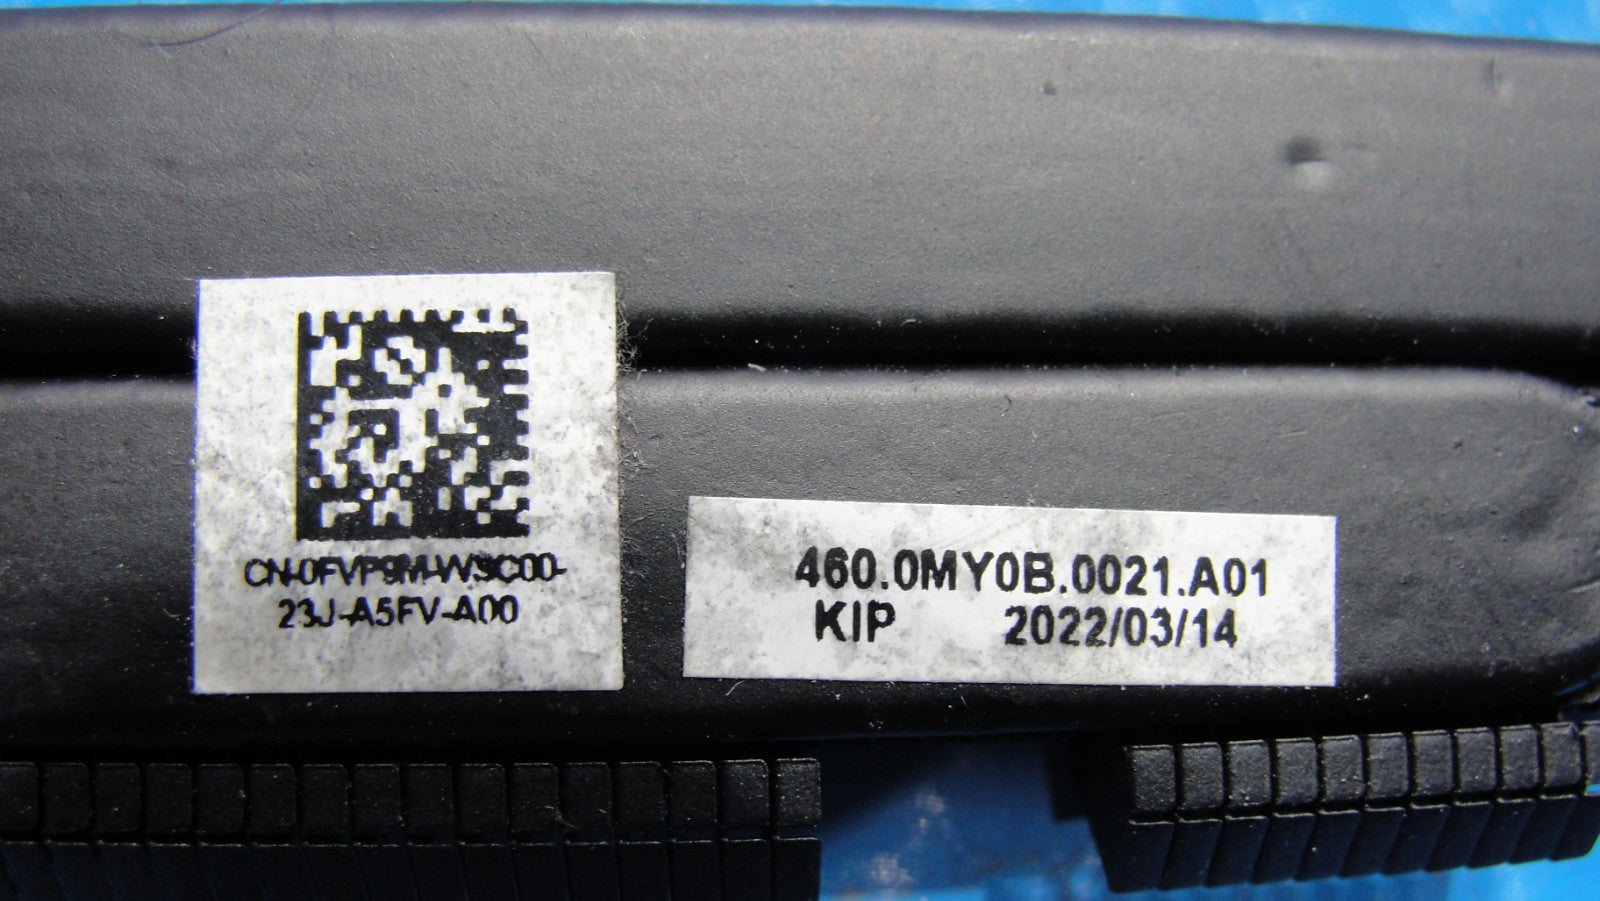 CN-0FVP9M-WSC00-
23J-A5FV-A00
460.0MY0B.0021.A01
KIP 2022/03/14